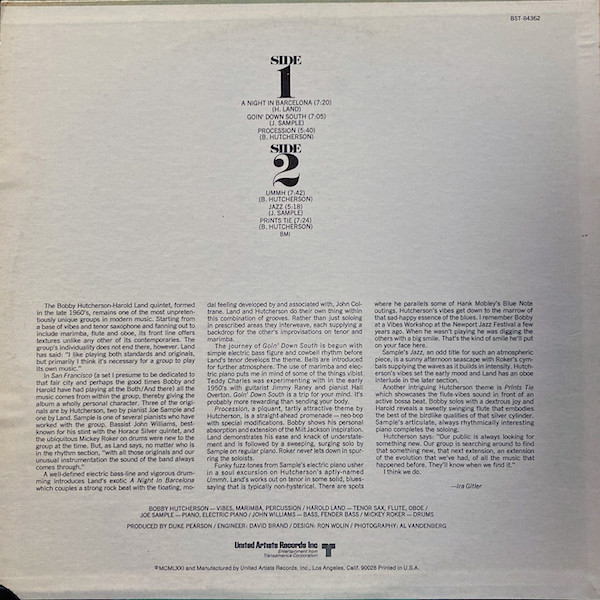 BST-84362
SIDE
1
A NIGHT IN BARCELONA (7:20)
(H. LAND)
GOIN' DOWN SOUTH (7:05)
(J. SAMPLE)
PROCESSION (5:40)
(B. HUTCHERSON)
SIDE
2
UMMH (7:42)
(B. HUTCHERSON)
JAZZ (5:18)
(J. SAMPLE)
PRINTS TIE (7:24)
(B. HUTCHERSON)
BMI
The Bobby Hutcherson-Harold Land quintet, formed
in the late 1960's, remains one of the most unpreten-
tiously unique groups in modern music. Starting from
a base of vibes and tenor saxophone and fanning out to
include marimba, flute and oboe, its front line offers
textures unlike any other of its contemporaries. The
group's individuality does not end there, however. Land
has said: "I like playing both standards and originals,
but primarily I think it's necessary for a group to play
its own music."
In San Francisco (a set I presume to be dedicated to
that fair city and perhaps the good times Bobby and
Harold have had playing at the Both/And there) all the
music comes from within the group, thereby giving the
album a wholly personal character. Three of the origi-
nals are by Hutcherson, two by pianist Joe Sample and
one by Land. Sample is one of several pianists who have
worked with the group. Bassist John Williams, best-
known for his stint with the Horace Silver quintet, and
the ubiquitous Mickey Roker on drums were new to the
group at the time. But, as Land says, no matter who is
in the rhythm section, "with all those originals and our
unusual instrumentation the sound of the band always
comes through."
A well-defined electric bass-line and vigorous drum-
ming introduces Land's exotic A Night in Barcelona
which couples a strong rock beat with the floating, mo-
dal feeling developed by and associated with, John Col-
trane. Land and Hutcherson do their own thing within
this combination of grooves. Rather than just soloing
in prescribed areas they interweave, each supplying a
backdrop for the other's improvisations on tenor and
marimba.
The journey of Goin' Down South is begun with
simple electric bass figure and cowbell rhythm before
Land's tenor develops the theme. Bells are introduced
for further atmosphere. The use of marimba and elec-
tric piano puts me in mind of some of the things vibist
Teddy Charles was experimenting with in the early
1950's with guitarist Jimmy Raney and pianist Hall
Overton. Goin' Down South is a trip for your mind. It's
probably more rewarding than sending your body.
Procession, a piquant, tartly attractive theme by
Hutcherson, is a straight-ahead promenade — neo-bop
with special modifications. Bobby shows his personal
absorption and extension of the Milt Jackson inspiration,
and Land demonstrates his ease and knack of understate-
ment and is followed by a sweeping, surging solo by
Sample on regular piano. Roker never lets down in spur-
ring the soloists.
Funky fuzz-tones from Sample's electric piano usher
in a soul excursion on Hutcherson's aptly-named
Ummh. Land's works out on tenor in some solid, blues-
saying that is typically non-hysterical. There are spots
where he parallels some of Hank Mobley's Blue Note
outings. Hutcherson's vibes get down to the marrow of
that sad-happy essence of the blues. I remember Bobby
at a Vibes Workshop at the Newport Jazz Festival a few
years ago. When he wasn't playing he was digging the
others with a big smile. That's the kind of smile he'll put
on your face here.
Sample's Jazz, an odd title for such an atmospheric
piece, is a sunny afternoon seascape with Roker's cym-
bals supplying the waves as it builds in intensity. Hutch-
erson's vibes set the early mood and Land has an oboe
interlude in the later section.
Another intriguing Hutcherson theme is Prints Tie
which showcases the flute-vibes sound in front of an
active bossa beat. Bobby solos with a dextrous joy and
Harold reveals a sweetly swinging flute that embodies
the best of the birdlike qualities of that silver cylinder.
Sample's articulate, always rhythmically interesting
piano completes the soloing.
Hutcherson says: "Our public is always looking for
something new. Our group is searching around to find
that something new, that next extension, an extension
of the evolution that we've had, of all the music that
happened before. They'll know when we find it."
I think we do.
—Ira Gitler
BOBBY HUTCHERSON — VIBES, MARIMBA, PERCUSSION / HAROLD LAND — TENOR SAX, FLUTE, OBOE /
JOE SAMPLE — PIANO, ELECTRIC PIANO / JOHN WILLIAMS — BASS, FENDER BASS / MICKEY ROKER — DRUMS
PRODUCED BY DUKE PEARSON / ENGINEER: DAVID BRAND / DESIGN: RON WOLIN / PHOTOGRAPHY: AL VANDENBERG
United Artists Records Inc
Entertainment from
Transamerica Corporation
©MCMLXXI and Manufactured by United Artists Records, Inc., Los Angeles, Calif. 90028 Printed in U.S.A.